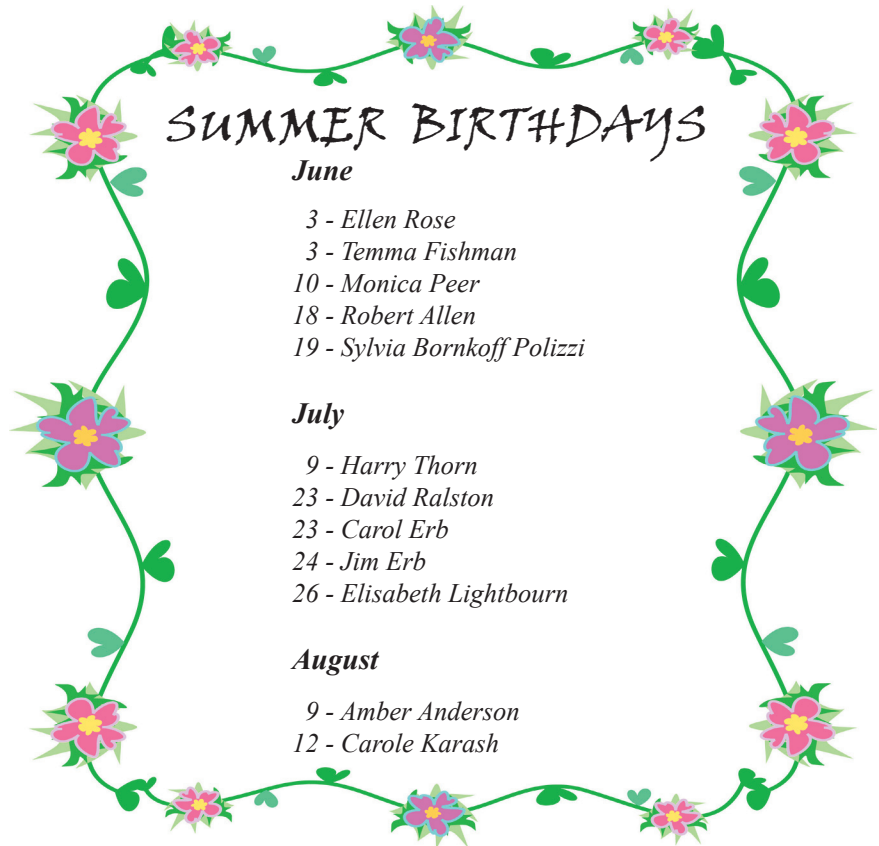 SUMMER BIRTHDAYS
June
3 - Ellen Rose
3 - Temma Fishman
10 - Monica Peer
18 - Robert Allen
19 - Sylvia Bornkoff Polizzi
July
9 - Harry Thorn
23 - David Ralston
23 - Carol Erb
24 - Jim Erb
26 - Elisabeth Lightbourn
August
9 - Amber Anderson
12 - Carole Karash